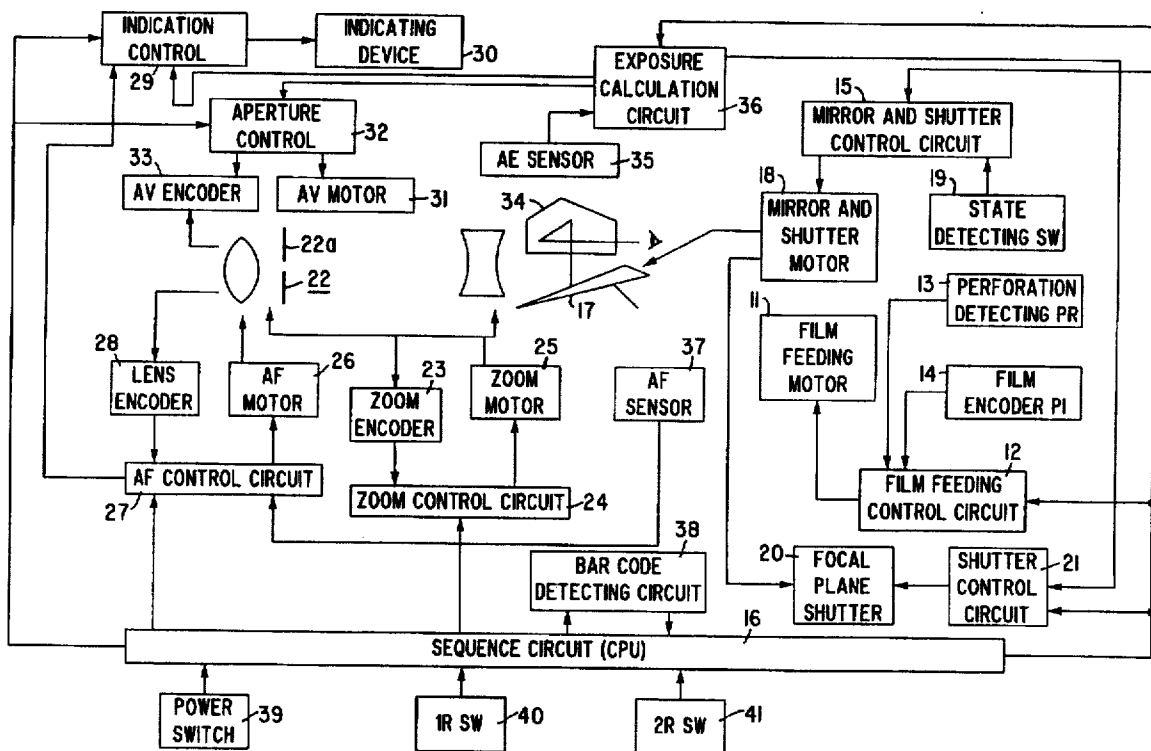 INDICATION
CONTROL
29
INDICATING
DEVICE
30
EXPOSURE
CALCULATION
CIRCUIT
36
15
MIRROR AND SHUTTER
CONTROL CIRCUIT
APERTURE
CONTROL
32
AE SENSOR
35
33
AV ENCODER
AV MOTOR
31
18
MIRROR AND
SHUTTER
MOTOR
19
STATE
DETECTING SW
34
22a
22
17
13
PERFORATION
DETECTING PR
11
FILM
FEEDING
MOTOR
14
FILM
ENCODER PI
28
LENS
ENCODER
26
AF
MOTOR
23
ZOOM
ENCODER
25
ZOOM
MOTOR
37
AF
SENSOR
AF CONTROL CIRCUIT
27
ZOOM CONTROL CIRCUIT
24
12
FILM FEEDING
CONTROL CIRCUIT
38
BAR CODE
DETECTING CIRCUIT
20
FOCAL
PLANE
SHUTTER
21
SHUTTER
CONTROL
CIRCUIT
16
SEQUENCE CIRCUIT (CPU)
POWER
SWITCH
39
1R SW
40
2R SW
41